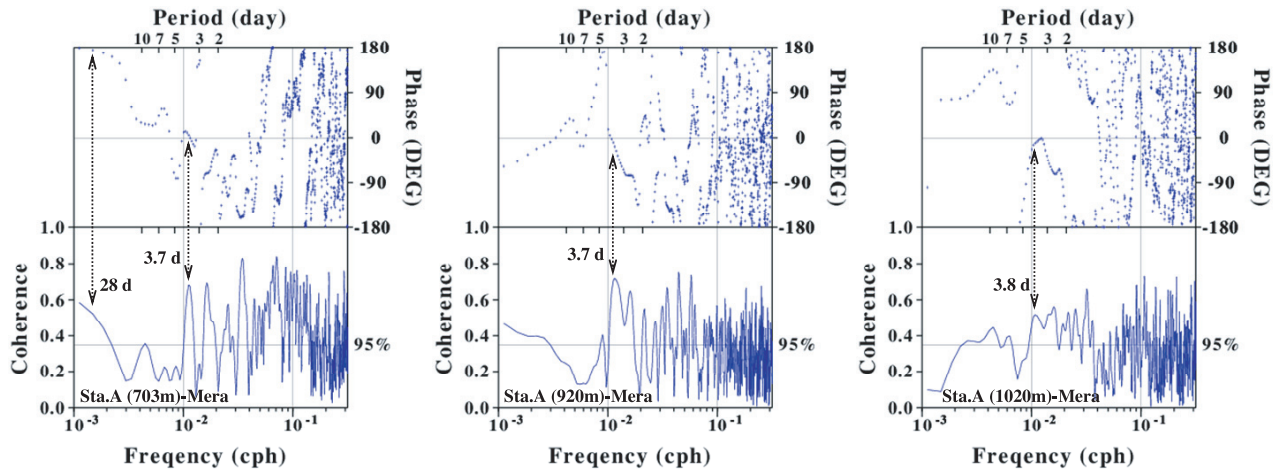 Period (day) Period (day) Period (day)
10 7 5 3 2 10 7 5 3 2 10 7 5 3 2
180 180 180
90 90 90
0 0 0
-90 -90 -90
-180 -180 -180
Phase (DEG) Phase (DEG) Phase (DEG)
1.0 1.0 1.0
0.8 0.8 0.8
0.6 0.6 0.6
0.4 0.4 0.4
0.2 0.2 0.2
0.0 0.0 0.0
Coherence Coherence Coherence
3.7 d 3.7 d
28 d 3.8 d
95% 95% 95%
Sta.A (703m)-Mera Sta.A (920m)-Mera Sta.A (1020m)-Mera
10-3 10-2 10-1 10-3 10-2 10-1 10-3 10-2 10-1
Freqency (cph) Freqency (cph) Freqency (cph)